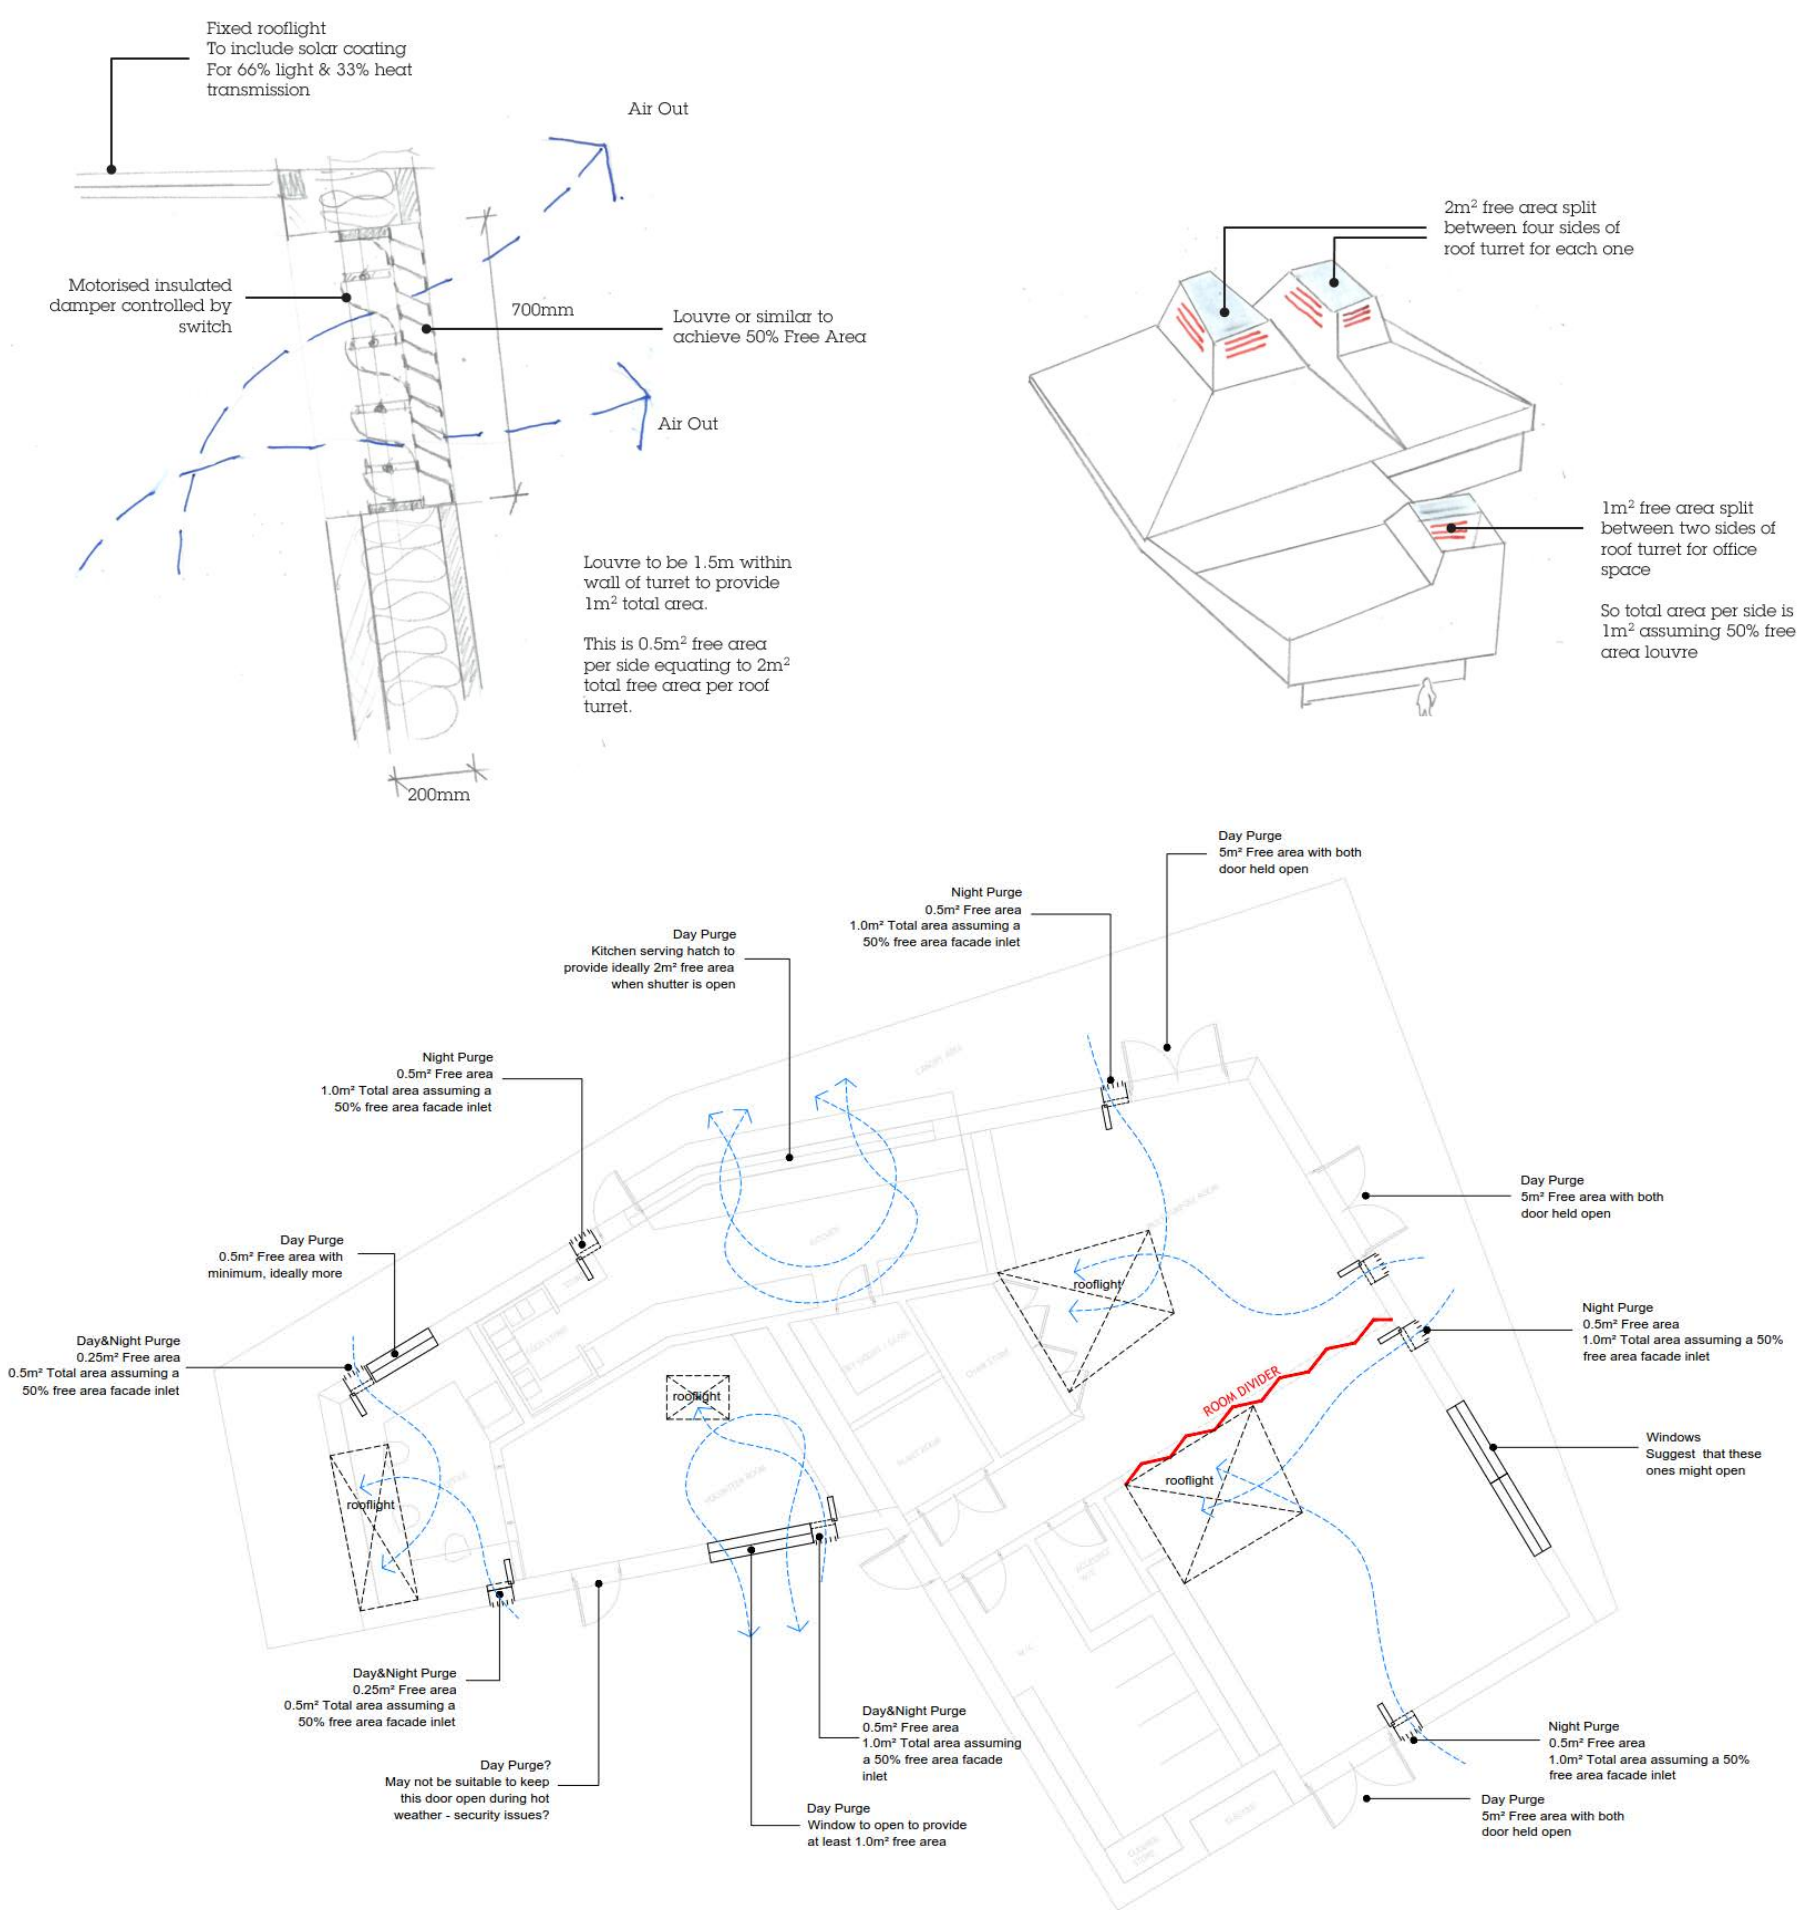 Fixed rooflight
To include solar coating
For 66% light & 33% heat
transmission
Air Out
Motorised insulated
damper controlled by
switch
700mm
Louvre or similar to
achieve 50% Free Area
Air Out
Louvre to be 1.5m within
wall of turret to provide
1m² total area.
This is 0.5m² free area
per side equating to 2m²
total free area per roof
turret.
200mm
2m² free area split
between four sides of
roof turret for each one
1m² free area split
between two sides of
roof turret for office
space
So total area per side is
1m² assuming 50% free
area louvre
Day Purge
5m² Free area with both
door held open
Night Purge
0.5m² Free area
1.0m² Total area assuming a
50% free area facade inlet
Day Purge
Kitchen serving hatch to
provide ideally 2m² free area
when shutter is open
Night Purge
0.5m² Free area
1.0m² Total area assuming a
50% free area facade inlet
CANOPY AREA
Day Purge
5m² Free area with both
door held open
Day Purge
0.5m² Free area with
minimum, ideally more
KITCHEN
rooflight
Night Purge
0.5m² Free area
1.0m² Total area assuming a 50%
free area facade inlet
Day&Night Purge
0.25m² Free area
0.5m² Total area assuming a
50% free area facade inlet
rooflight
ROOM DIVIDER
Windows
Suggest that these
ones might open
rooflight
VOLUNTEER ROOM
rooflight
W.C.
Day&Night Purge
0.25m² Free area
0.5m² Total area assuming a
50% free area facade inlet
Day&Night Purge
0.5m² Free area
1.0m² Total area assuming
a 50% free area facade
inlet
Night Purge
0.5m² Free area
1.0m² Total area assuming a 50%
free area facade inlet
Day Purge?
May not be suitable to keep
this door open during hot
weather - security issues?
Day Purge
Window to open to provide
at least 1.0m² free area
Day Purge
5m² Free area with both
door held open
CLEANING
STORE